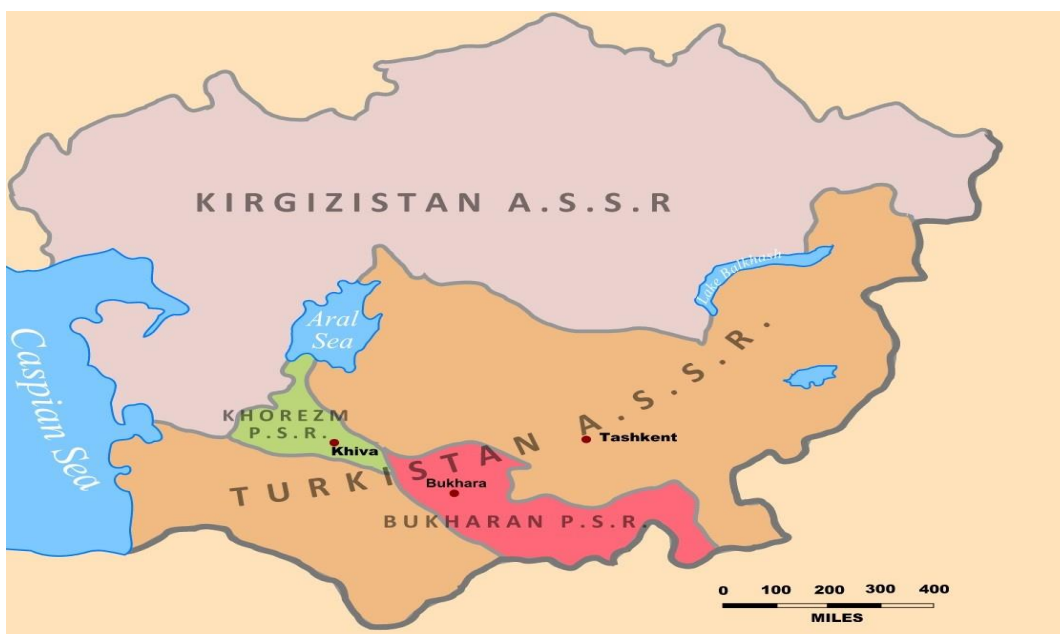 KIRGIZISTAN A.S.S.R
Lake Balkhash
Aral
Sea
Caspian Sea
KHOREZM
P.S.R.
Khiva
TURKISTAN A.S.S.R.
Tashkent
Bukhara
BUKHARAN P.S.R.
0 100 200 300 400
MILES